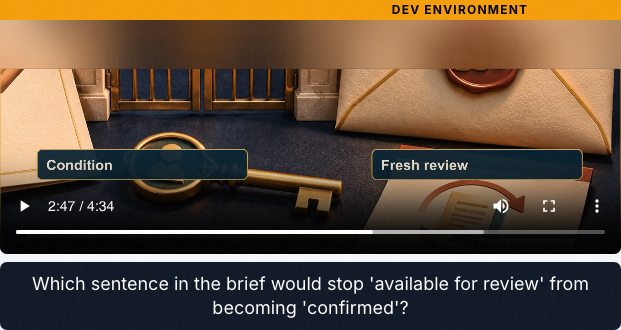 DEV ENVIRONMENT
Condition
Fresh review
2:47 / 4:34
Which sentence in the brief would stop 'available for review' from
becoming 'confirmed'?